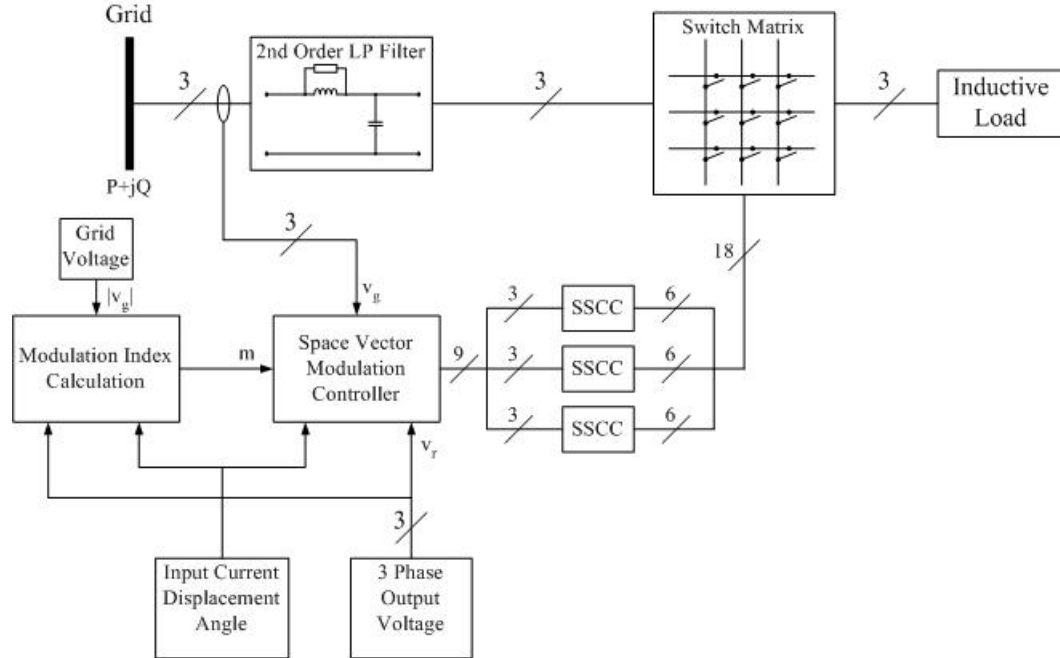 Grid
2nd Order LP Filter
Switch Matrix
3
3
3
Inductive
Load
P+jQ
3
Grid
Voltage
18
|v_g|
v_g
3
SSCC
6
Modulation Index
Calculation
m
Space Vector
Modulation
Controller
9
3
SSCC
6
3
SSCC
6
v_r
3
Input Current
Displacement
Angle
3 Phase
Output
Voltage